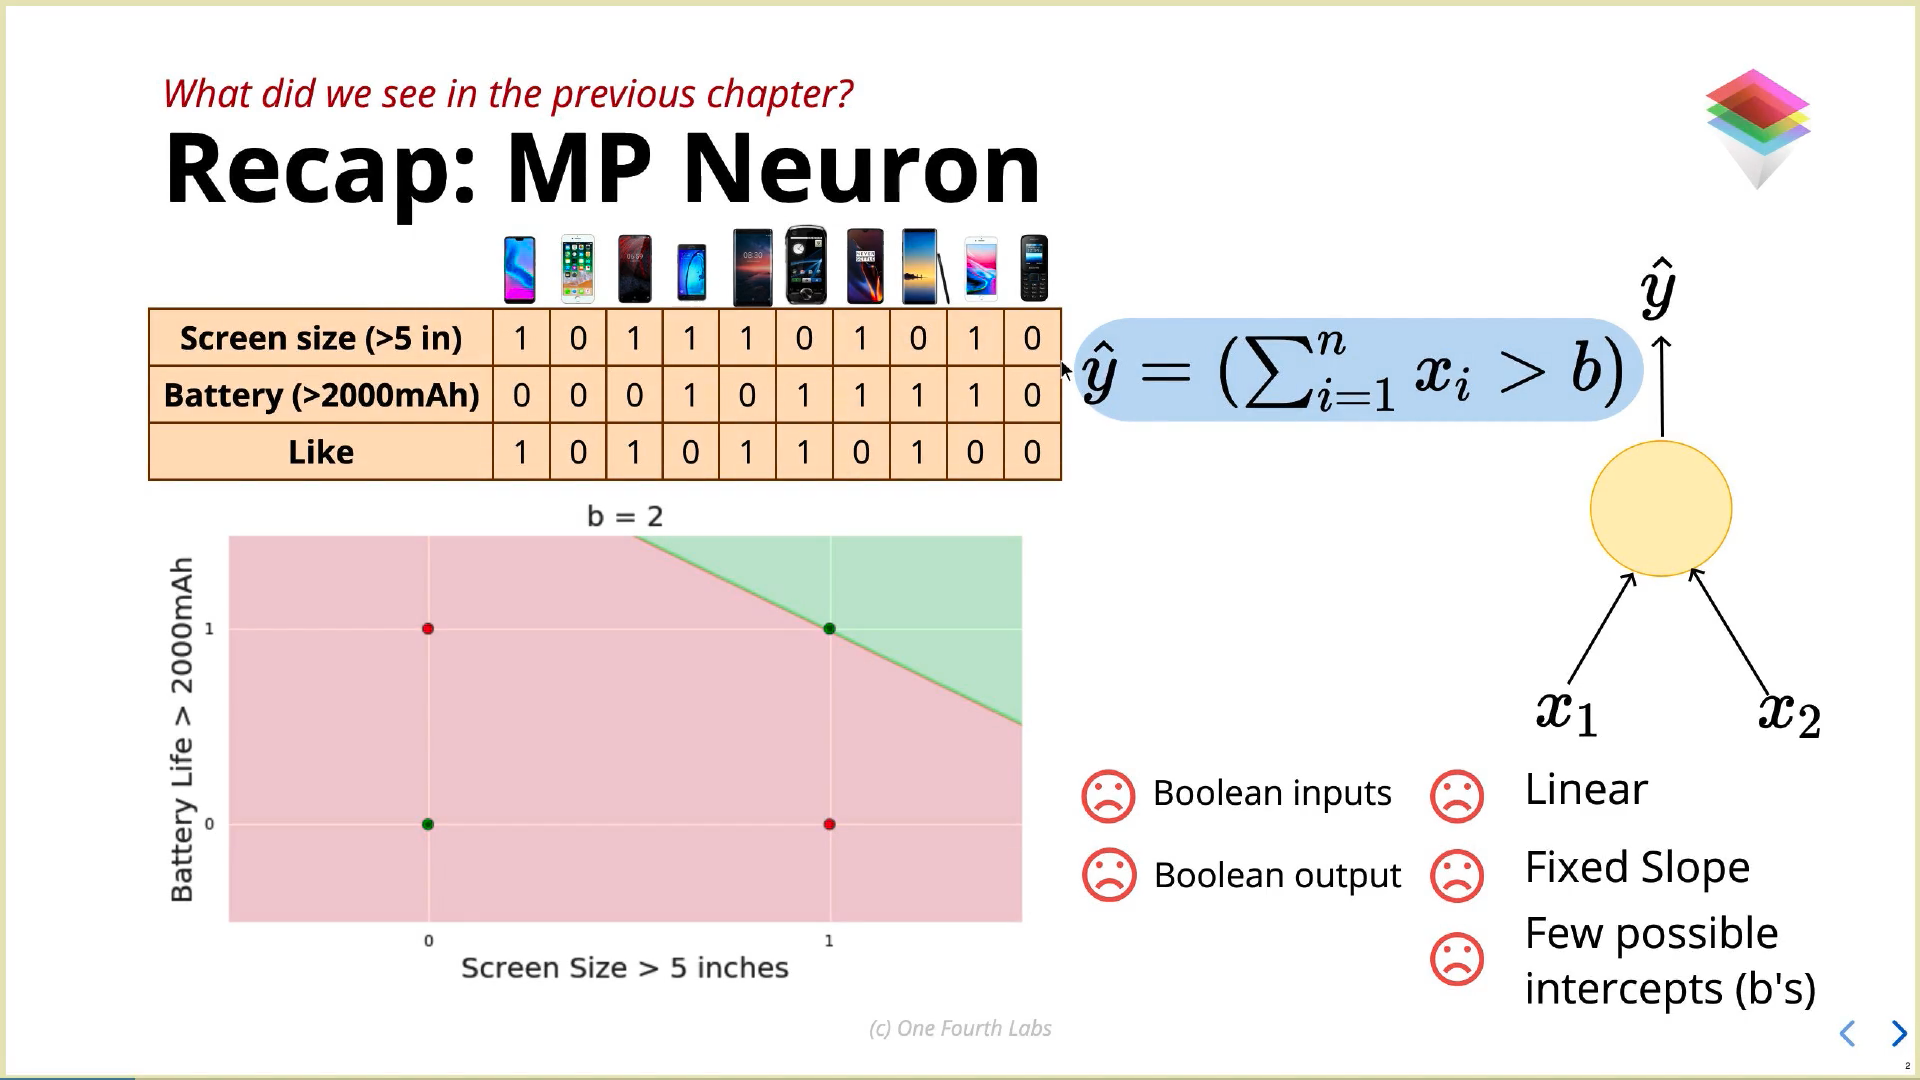 What did we see in the previous chapter?
Recap: MP Neuron
Screen size (>5 in) 1 0 1 1 1 0 1 0 1 0
Battery (>2000mAh) 0 0 0 1 0 1 1 1 1 0
Like 1 0 1 0 1 1 0 1 0 0
ŷ = (∑_{i=1}^{n} x_i > b)
ŷ
x₁ x₂
b = 2
Battery Life > 2000mAh
1
0
0 1
Screen Size > 5 inches
Boolean inputs
Boolean output
Linear
Fixed Slope
Few possible
intercepts (b's)
(c) One Fourth Labs
2